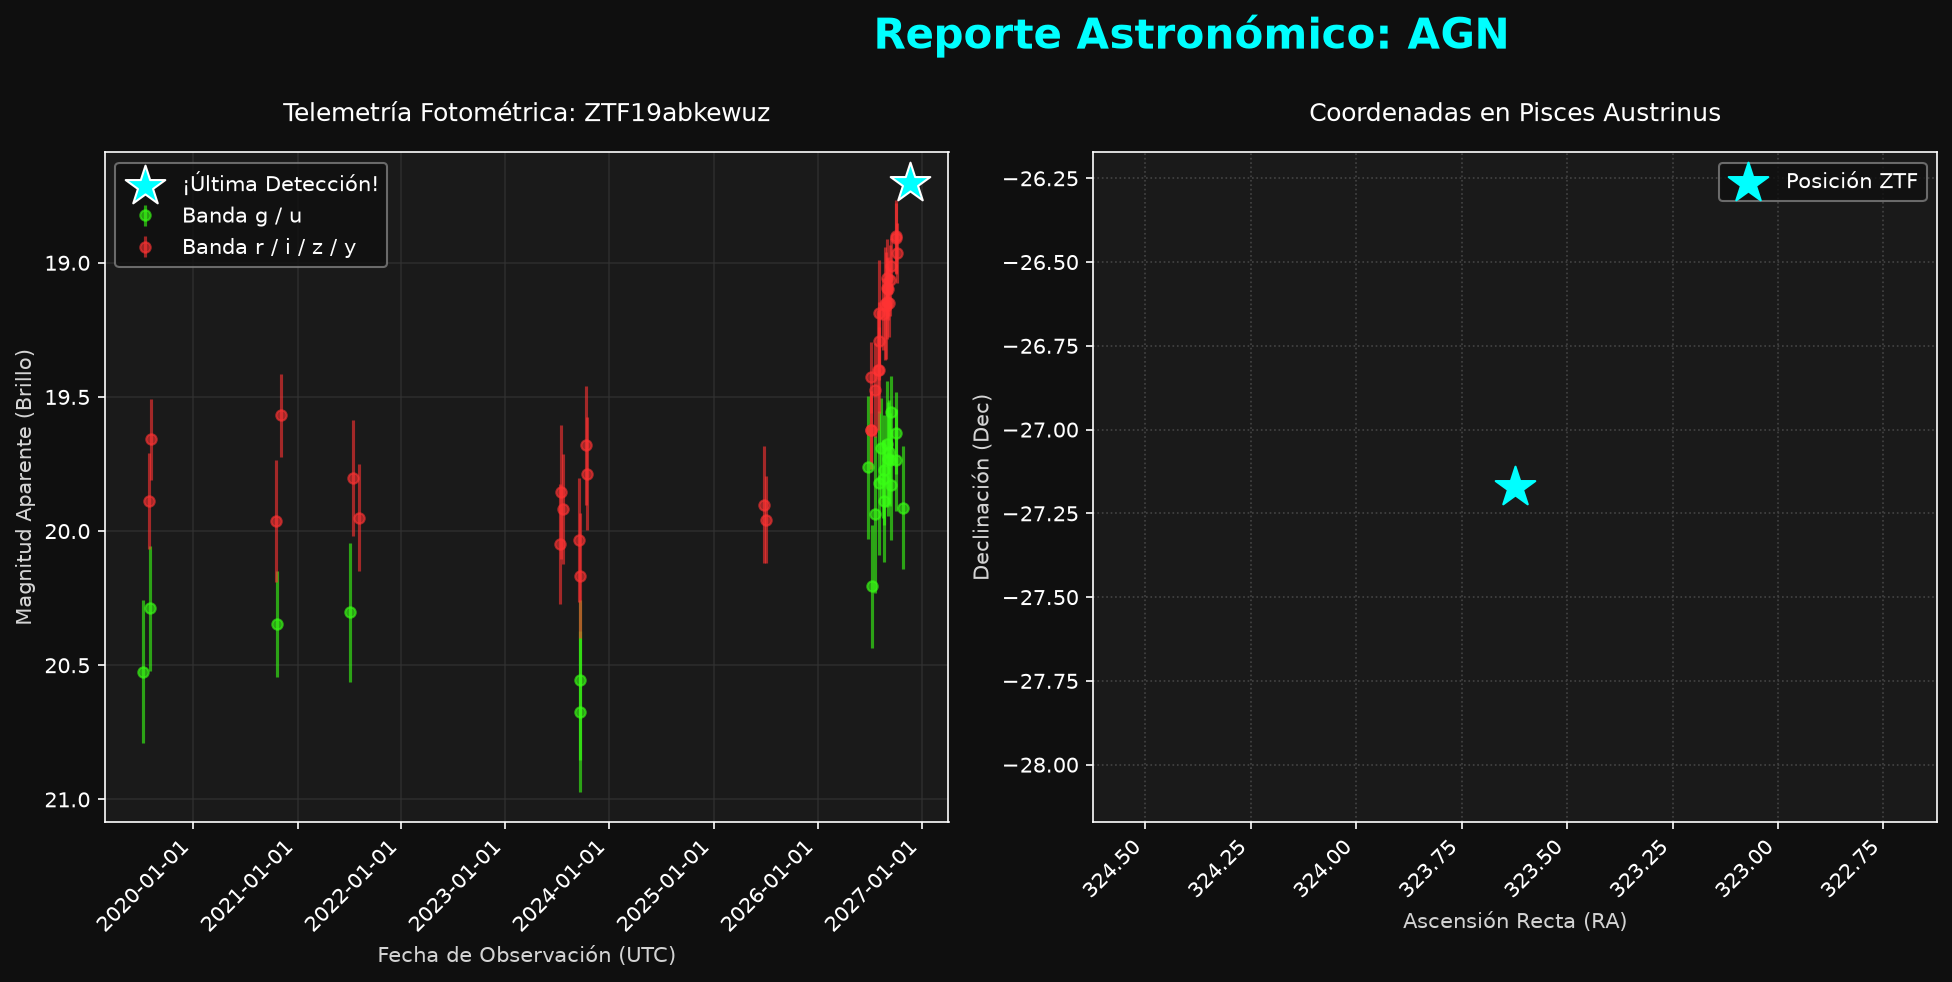 Reporte Astronómico: AGN
Telemetría Fotométrica: ZTF19abkewuz
¡Última Detección!
Banda g / u
Banda r / i / z / y
Magnitud Aparente (Brillo)
19.0
19.5
20.0
20.5
21.0
2020-01-01
2021-01-01
2022-01-01
2023-01-01
2024-01-01
2025-01-01
2026-01-01
2027-01-01
Fecha de Observación (UTC)
Coordenadas en Pisces Austrinus
Posición ZTF
Declinación (Dec)
−26.25
−26.50
−26.75
−27.00
−27.25
−27.50
−27.75
−28.00
324.50
324.25
324.00
323.75
323.50
323.25
323.00
322.75
Ascensión Recta (RA)